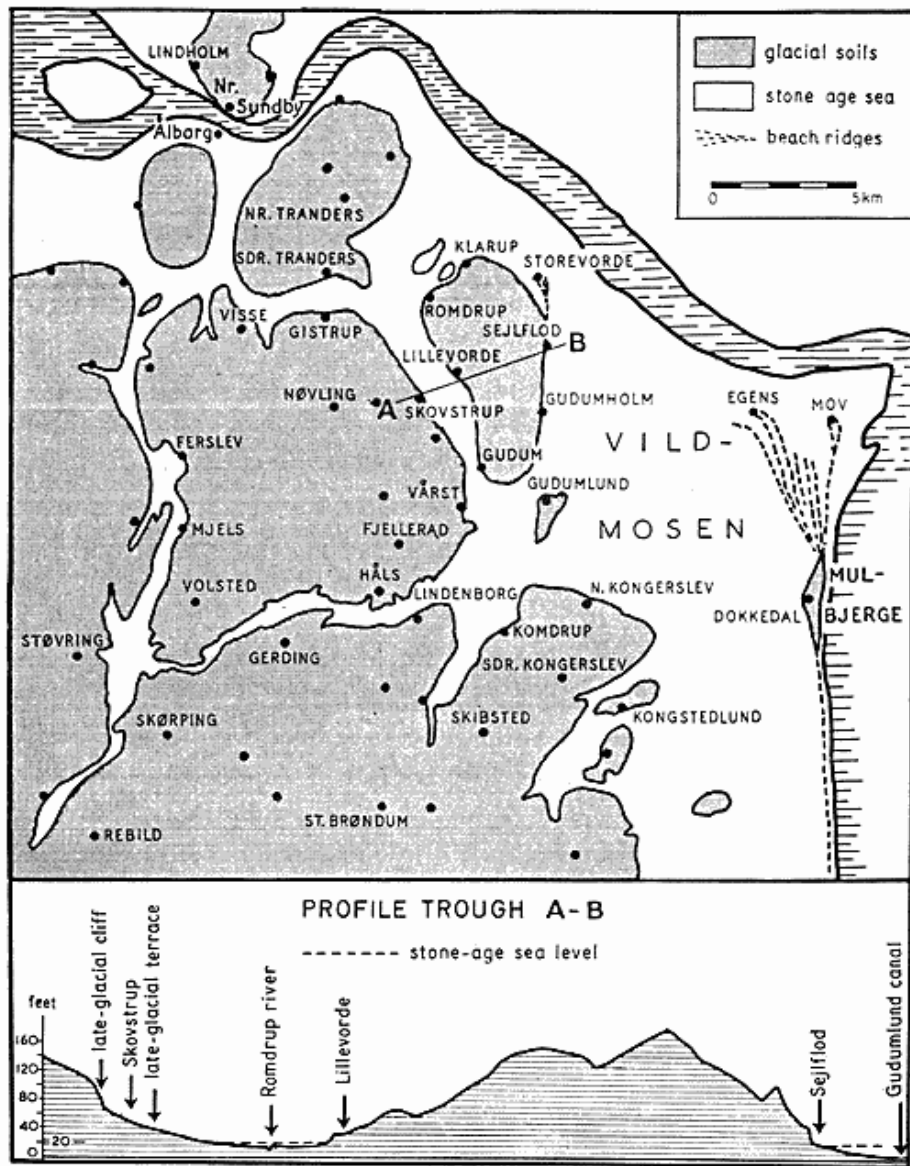 LINDHOLM
Nr.
Sundby
Ålborg
glacial soils
stone age sea
beach ridges
0 5km
NR. TRANDERS
SDR. TRANDERS
KLARUP
STOREVORDE
ROMDRUP
VISSE
GISTRUP
SEJLFLOD
B
LILLEVORDE
NØVLING
A
SKOVSTRUP
GUDUMHOLM
EGENS
MOV
VILD-
FERSLEV
GUDUM
VÅRST
GUDUMLUND
MJELS
FJELLERAD
MOSEN
HÅLS
VOLSTED
LINDENBORG
N. KONGERSLEV
MUL-
DOKKEDAL
BJERGE
STØVRING
GERDING
KOMDRUP
SDR. KONGERSLEV
SKØRPING
SKIBSTED
KONGSTEDLUND
ST. BRØNDUM
REBILD
PROFILE TROUGH A-B
stone-age sea level
feet
160
120
80
40
20
0
late-glacial cliff
Skovstrup
late-glacial terrace
Romdrup river
Lillevorde
Sejlflod
Gudumlund canal